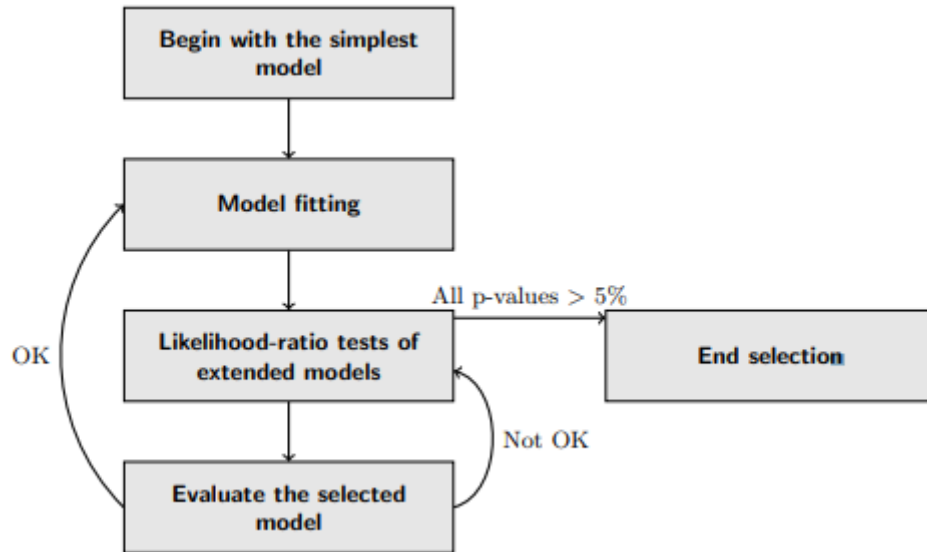 Begin with the simplest
model
Model fitting
All p-values > 5%
Likelihood-ratio tests of
extended models
End selection
OK
Not OK
Evaluate the selected
model